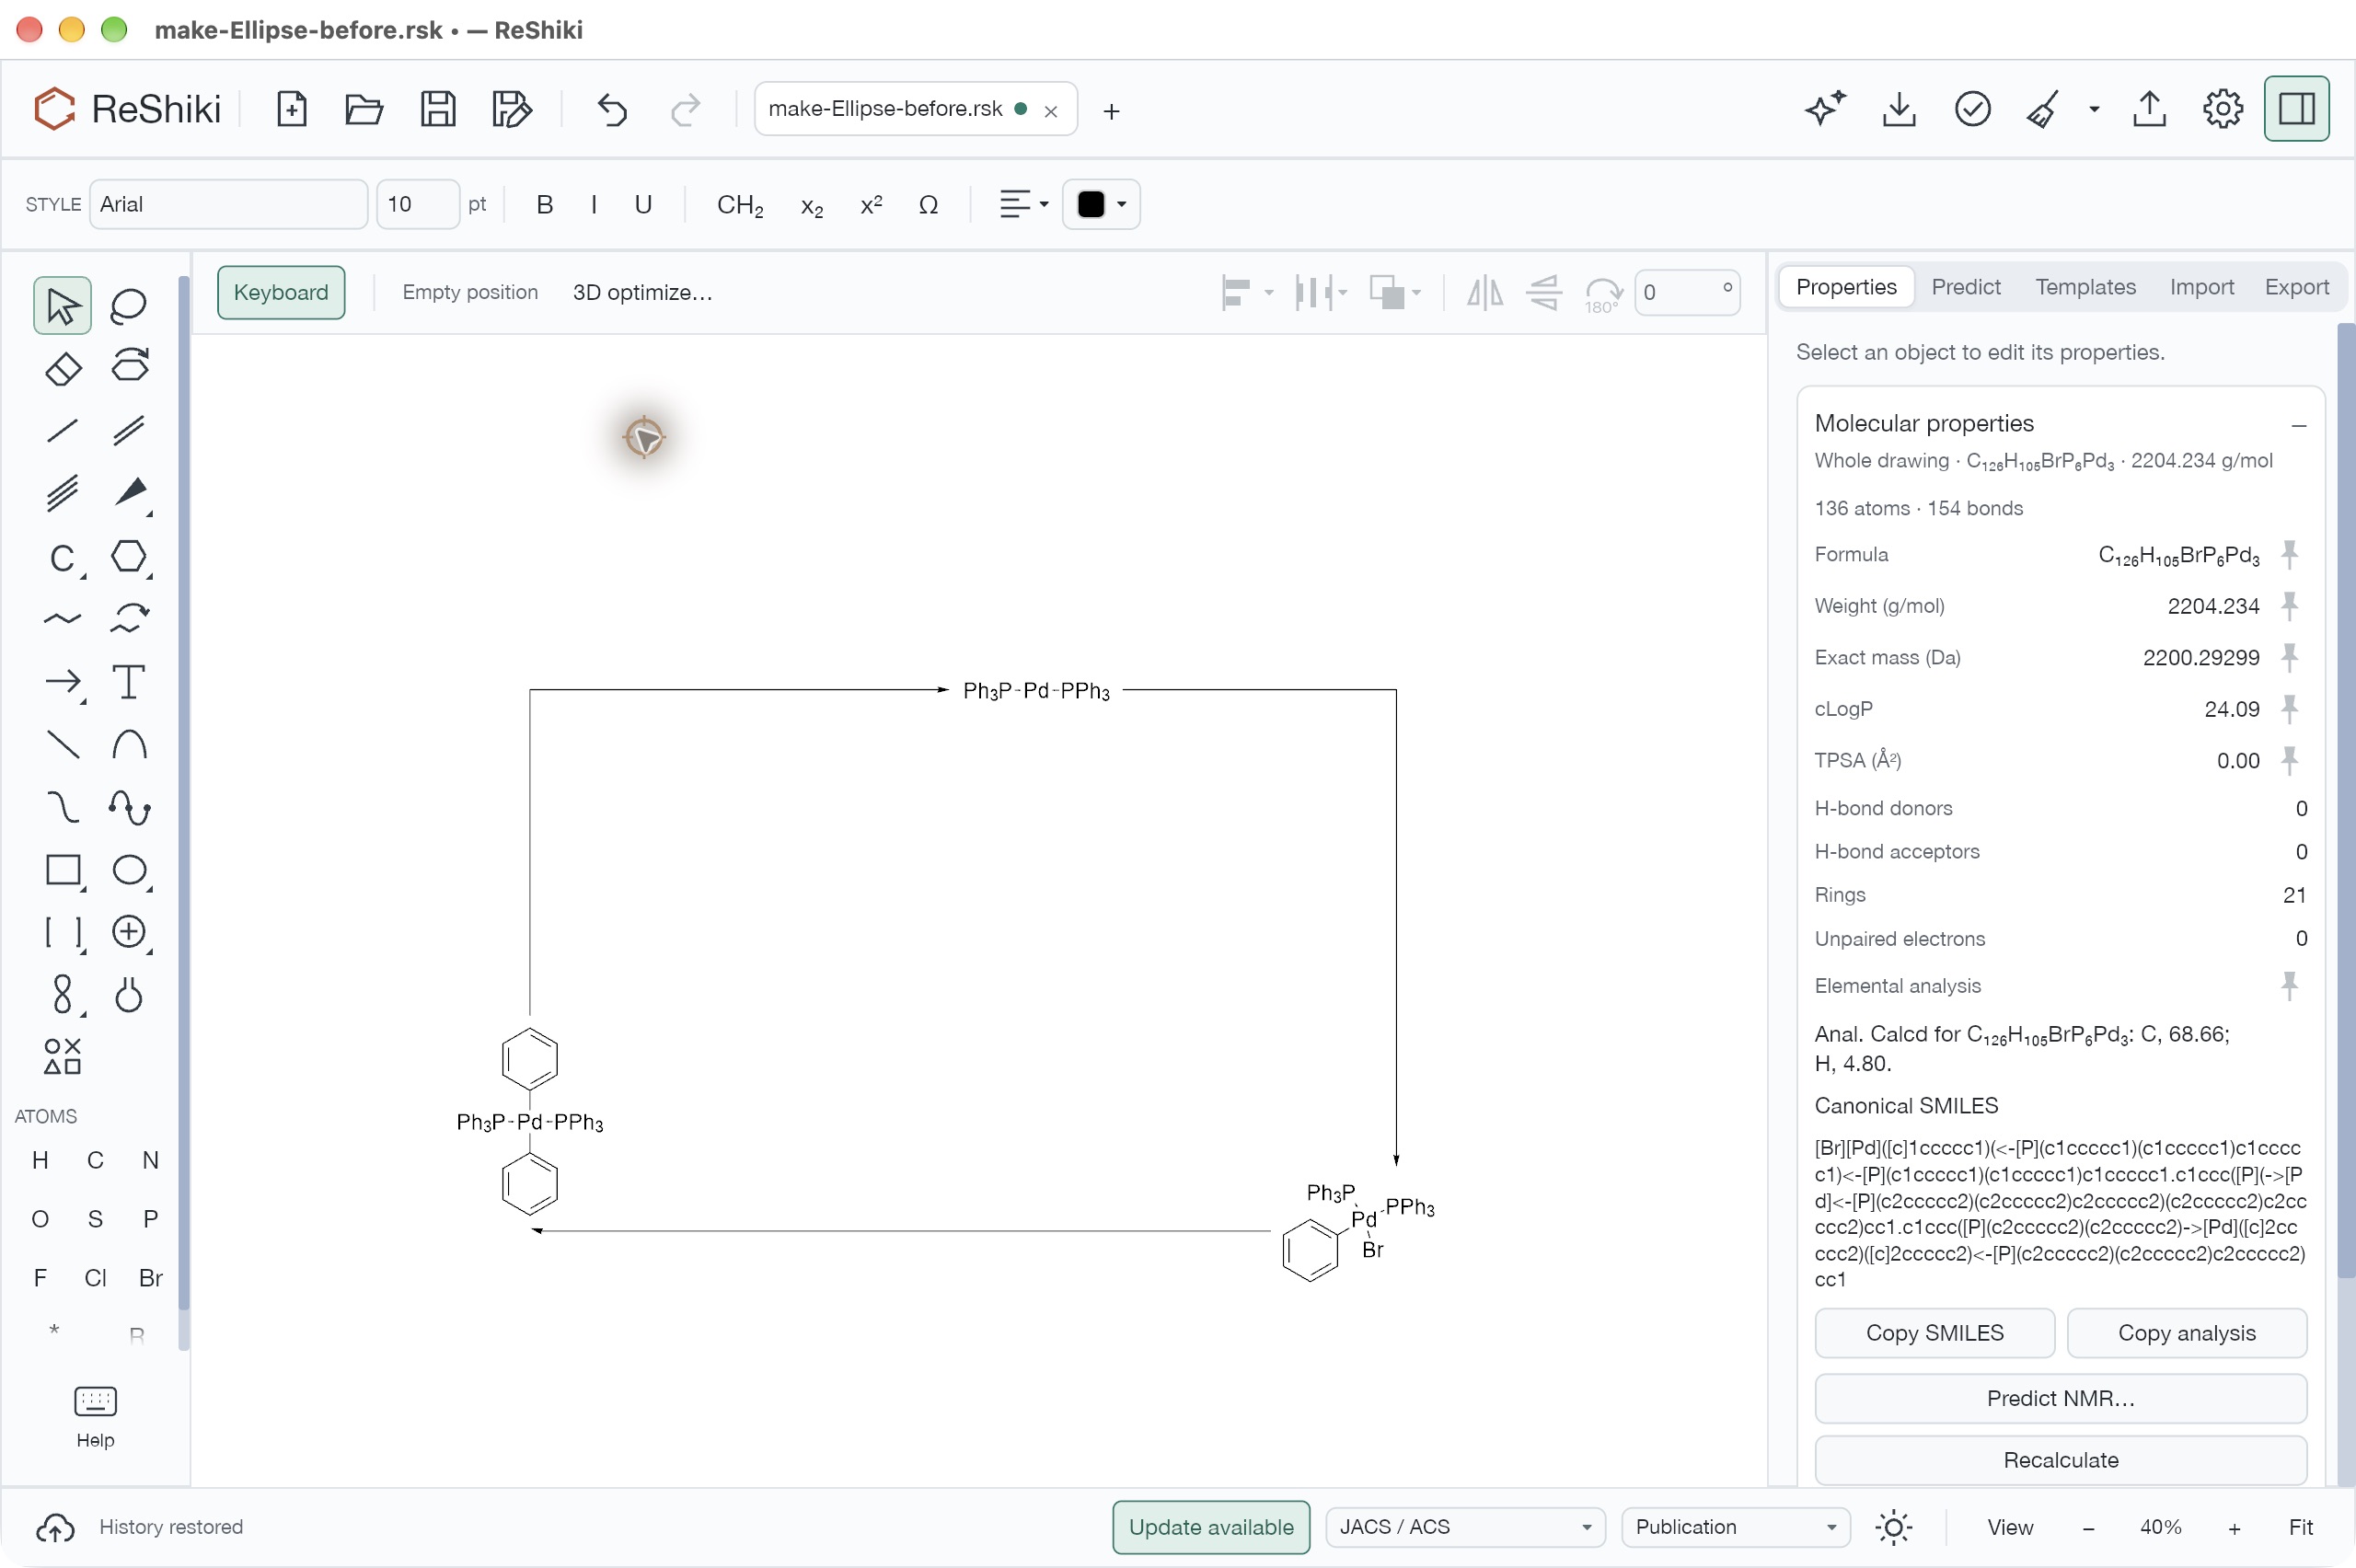 make-Ellipse-before.rsk • — ReShiki
ReShiki
make-Ellipse-before.rsk
STYLE Arial 10 pt B I U CH₂ x₂ x² Ω
Keyboard Empty position 3D optimize... 180° 0 °
Properties Predict Templates Import Export
Select an object to edit its properties.
Molecular properties
Whole drawing · C₁₂₆H₁₀₅BrP₆Pd₃ · 2204.234 g/mol
136 atoms · 154 bonds
Formula C₁₂₆H₁₀₅BrP₆Pd₃
Weight (g/mol) 2204.234
Exact mass (Da) 2200.29299
cLogP 24.09
TPSA (Å²) 0.00
H-bond donors 0
H-bond acceptors 0
Rings 21
Unpaired electrons 0
Elemental analysis
Anal. Calcd for C₁₂₆H₁₀₅BrP₆Pd₃: C, 68.66;
H, 4.80.
Canonical SMILES
[Br][Pd]([c]1ccccc1)(<-[P](c1ccccc1)(c1ccccc1)c1cccc
c1)<-[P](c1ccccc1)(c1ccccc1)c1ccccc1.c1ccc([P](->[P
d]<-[P](c2ccccc2)(c2ccccc2)c2ccccc2)(c2ccccc2)c2cc
ccc2)cc1.c1ccc([P](c2ccccc2)(c2ccccc2)->[Pd]([c]2cc
ccc2)([c]2ccccc2)<-[P](c2ccccc2)(c2ccccc2)c2ccccc2)
cc1
Copy SMILES Copy analysis
Predict NMR...
Recalculate
C
T
ATOMS
H C N
O S P
F Cl Br
* R
Help
Ph₃P-Pd-PPh₃
Ph₃P-Pd-PPh₃
Ph₃P
PPh₃
Pd
Br
History restored Update available JACS / ACS Publication View – 40% + Fit